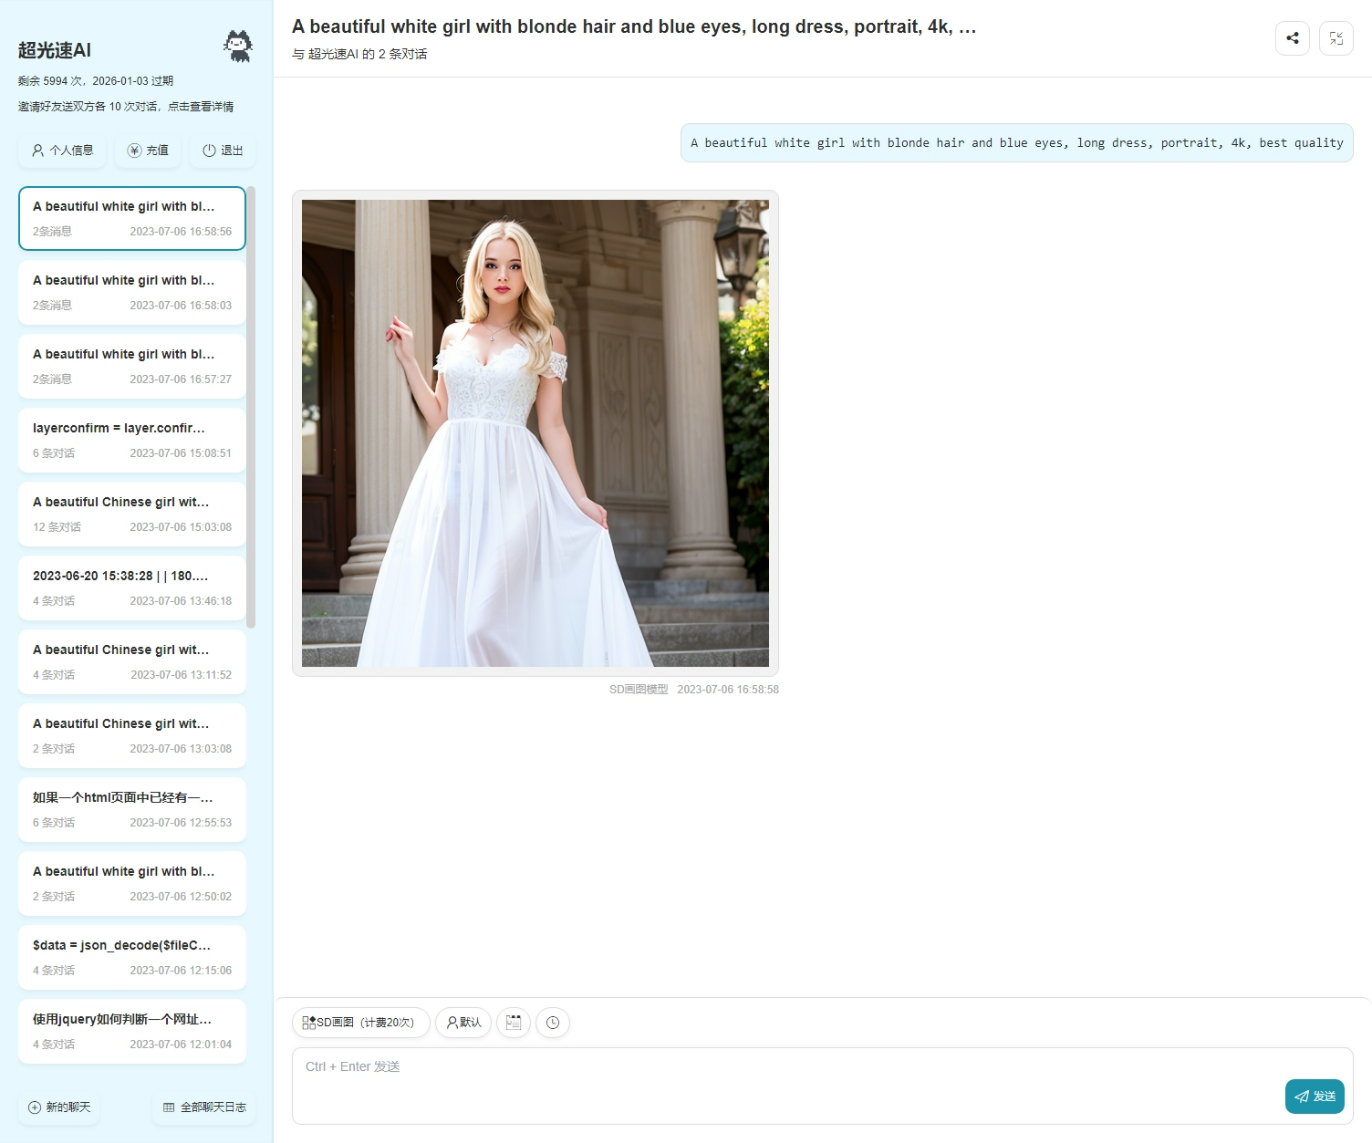 超光速AI
剩余 5994 次，2026-01-03 过期
邀请好友送双方各 10 次对话，点击查看详情
个人信息
充值
退出
A beautiful white girl with bl...
2条消息 2023-07-06 16:58:56
A beautiful white girl with bl...
2条消息 2023-07-06 16:58:03
A beautiful white girl with bl...
2条消息 2023-07-06 16:57:27
layerconfirm = layer.confir...
6 条对话 2023-07-06 15:08:51
A beautiful Chinese girl wit...
12 条对话 2023-07-06 15:03:08
2023-06-20 15:38:28 | | 180....
4 条对话 2023-07-06 13:46:18
A beautiful Chinese girl wit...
4 条对话 2023-07-06 13:11:52
A beautiful Chinese girl wit...
2 条对话 2023-07-06 13:03:08
如果一个html页面中已经有一...
6 条对话 2023-07-06 12:55:53
A beautiful white girl with bl...
2 条对话 2023-07-06 12:50:02
$data = json_decode($fileC...
4 条对话 2023-07-06 12:15:06
使用jquery如何判断一个网址...
4 条对话 2023-07-06 12:01:04
新的聊天
全部聊天日志
A beautiful white girl with blonde hair and blue eyes, long dress, portrait, 4k, ...
与 超光速AI 的 2 条对话
A beautiful white girl with blonde hair and blue eyes, long dress, portrait, 4k, best quality
SD画图模型 2023-07-06 16:58:58
SD画图（计费20次）
默认
Ctrl + Enter 发送
发送